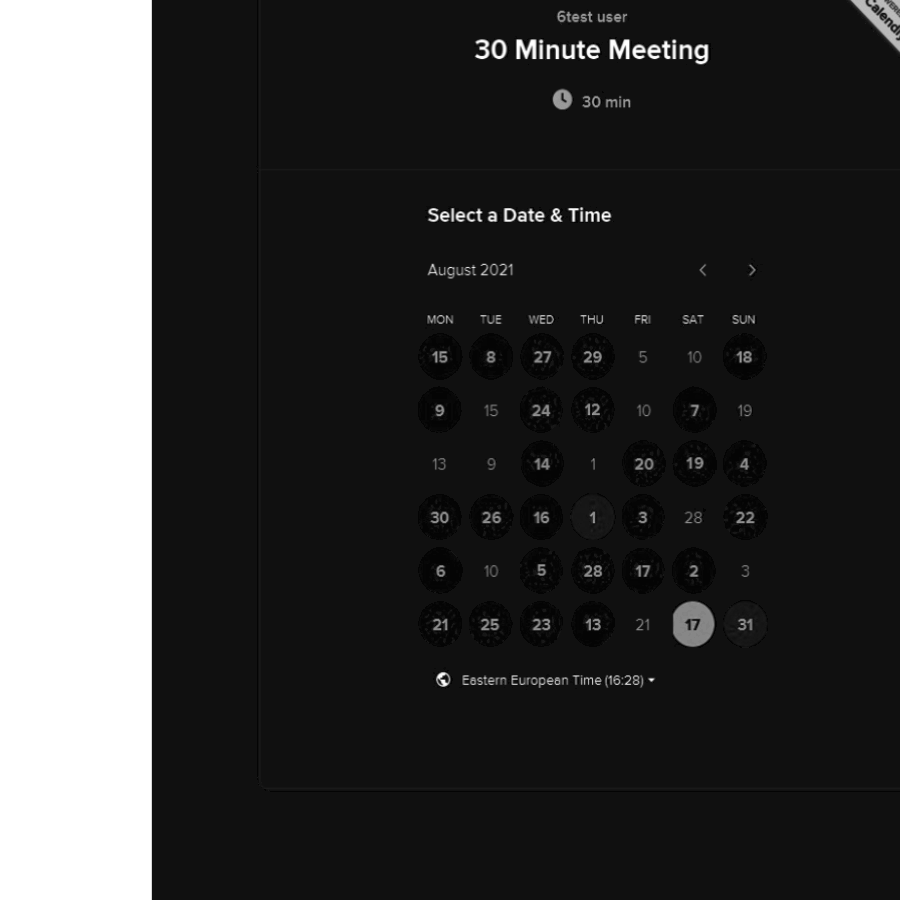 6test user
Calendly
30 Minute Meeting
30 min
Select a Date & Time
August 2021
MON TUE WED THU FRI SAT SUN
15 8 27 29 5 10 18
9 15 24 12 10 7 19
13 9 14 1 20 19 4
30 26 16 1 3 28 22
6 10 5 28 17 2 3
21 25 23 13 21 17 31
Eastern European Time (16:28)